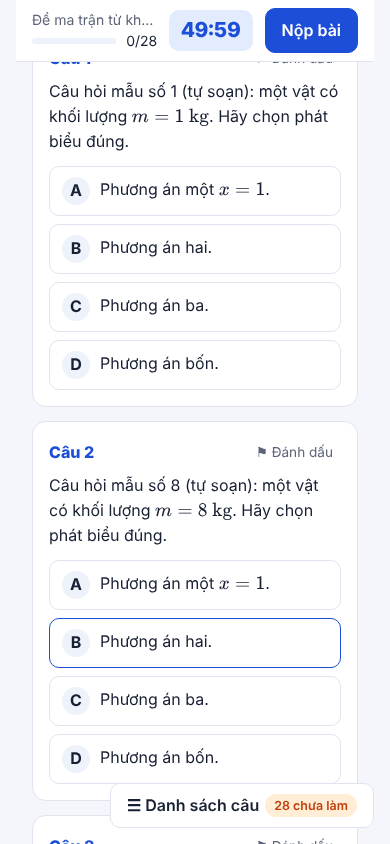 Đề ma trận từ kh...
0/28
49:59
Nộp bài
Câu hỏi mẫu số 1 (tự soạn): một vật có
khối lượng m = 1 kg. Hãy chọn phát
biểu đúng.
A Phương án một x = 1.
B Phương án hai.
C Phương án ba.
D Phương án bốn.
Câu 2
⚑ Đánh dấu
Câu hỏi mẫu số 8 (tự soạn): một vật
có khối lượng m = 8 kg. Hãy chọn
phát biểu đúng.
A Phương án một x = 1.
B Phương án hai.
C Phương án ba.
D Phương án bốn.
☰ Danh sách câu 28 chưa làm